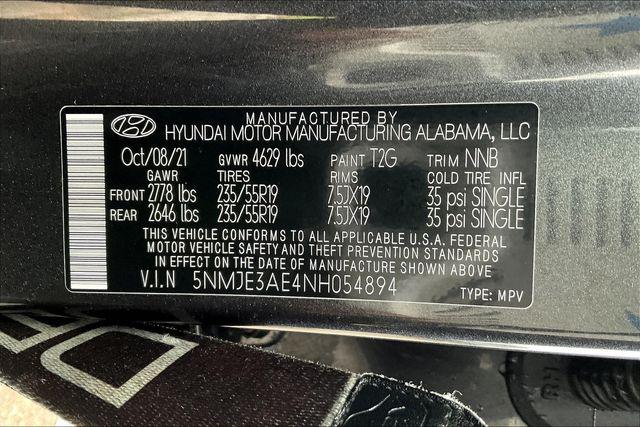 MANUFACTURED BY
HYUNDAI MOTOR MANUFACTURING ALABAMA, LLC
Oct/08/21 GVWR 4629 lbs PAINT T2G TRIM NNB
GAWR TIRES RIMS COLD TIRE INFL
FRONT 2778 lbs 235/55R19 7.5JX19 35 psi SINGLE
REAR 2646 lbs 235/55R19 7.5JX19 35 psi SINGLE
THIS VEHICLE CONFORMS TO ALL APPLICABLE U.S.A. FEDERAL
MOTOR VEHICLE SAFETY AND THEFT PREVENTION STANDARDS
IN EFFECT ON THE DATE OF MANUFACTURE SHOWN ABOVE.
V.I.N 5NMJE3AE4NH054894
TYPE: MPV
RH